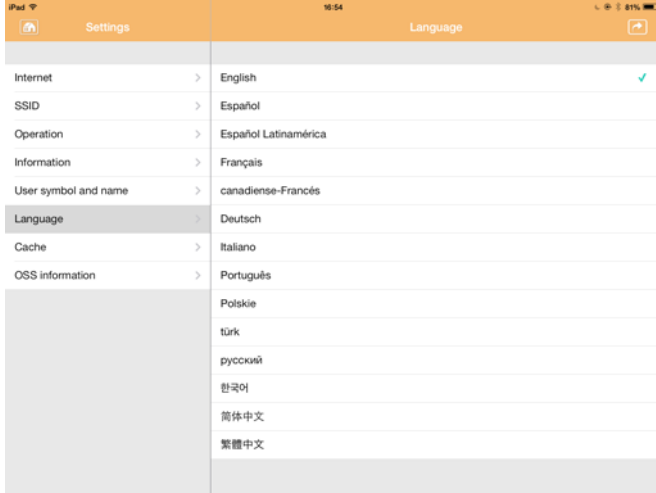 iPad 16:54 81%
Settings Language
Internet
SSID
Operation
Information
User symbol and name
Language
Cache
OSS information
English
Español
Español Latinamérica
Français
canadiense-Francés
Deutsch
Italiano
Português
Polskie
türk
русский
한국어
简体中文
繁體中文